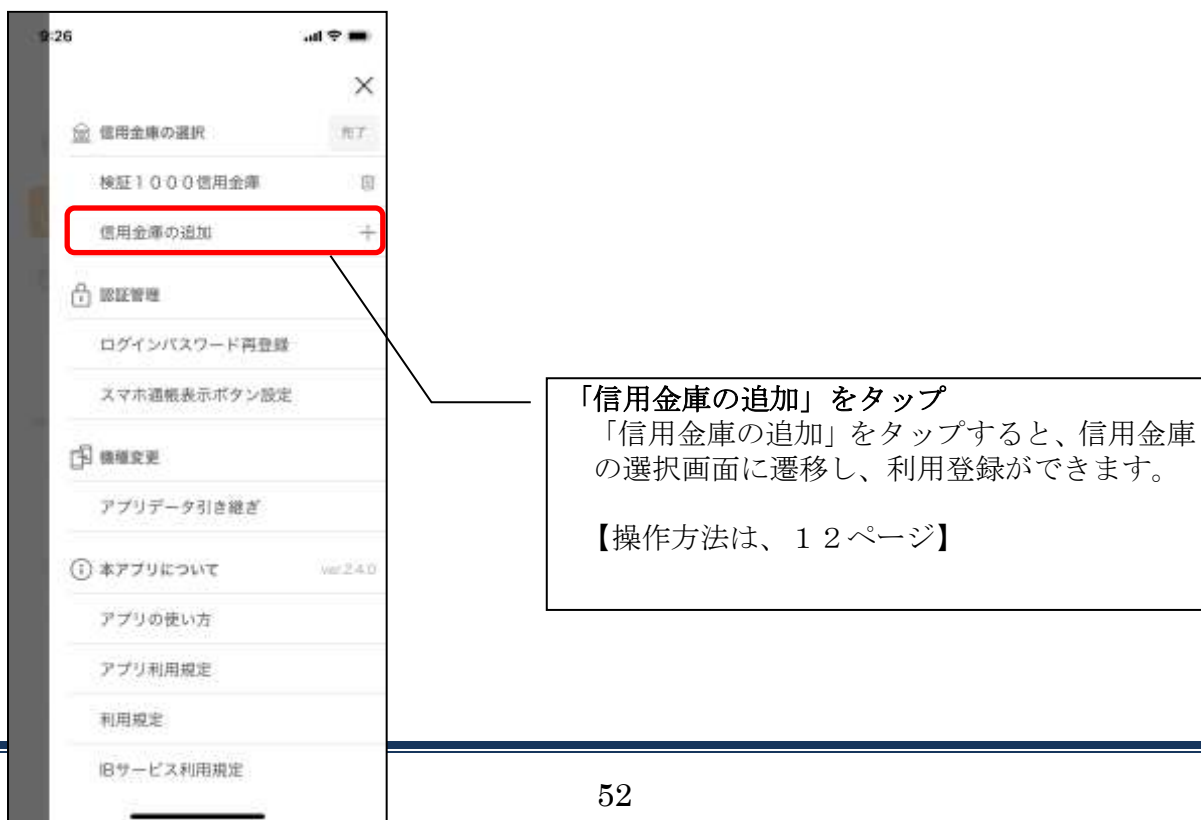 9:26
信用金庫の選択
完了
検証１０００信用金庫
信用金庫の追加
認証管理
ログインパスワード再登録
スマホ通帳表示ボタン設定
機種変更
アプリデータ引き継ぎ
本アプリについて
ver.2.4.0
アプリの使い方
アプリ利用規定
利用規定
IBサービス利用規定
「信用金庫の追加」をタップ
「信用金庫の追加」をタップすると、信用金庫
の選択画面に遷移し、利用登録ができます。
【操作方法は、１２ページ】
52